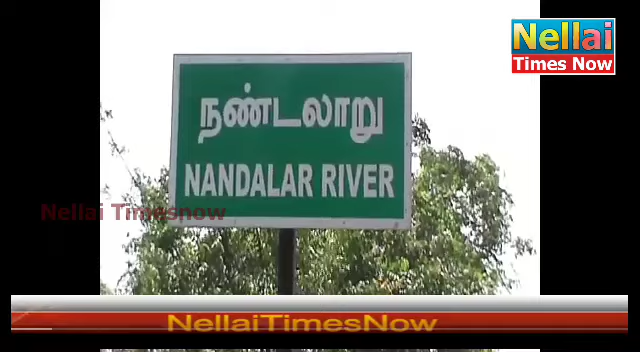 Nellai
Times Now
நண்டலாறு
NANDALAR RIVER
Nellai Timesnow
NellaiTimesNow